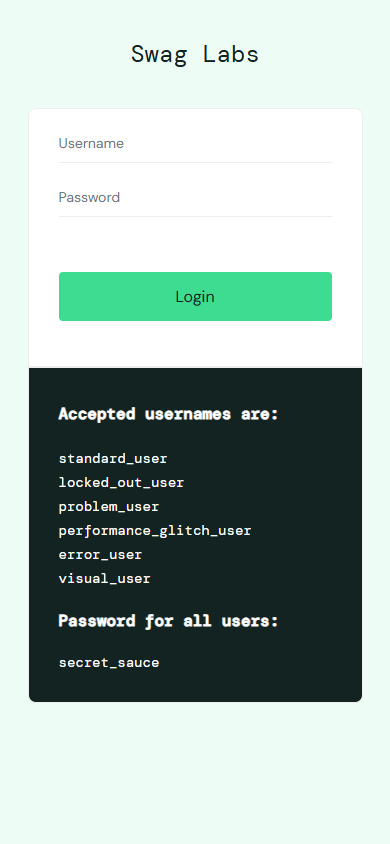 Swag Labs
Username
Password
Login
Accepted usernames are:
standard_user
locked_out_user
problem_user
performance_glitch_user
error_user
visual_user
Password for all users:
secret_sauce